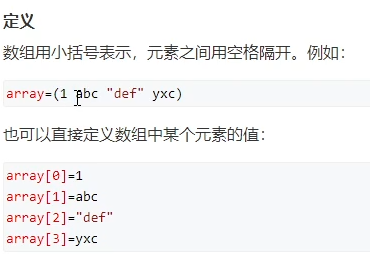 定义
数组用小括号表示，元素之间用空格隔开。例如：
array=(1 abc "def" yxc)
也可以直接定义数组中某个元素的值：
array[0]=1
array[1]=abc
array[2]="def"
array[3]=yxc